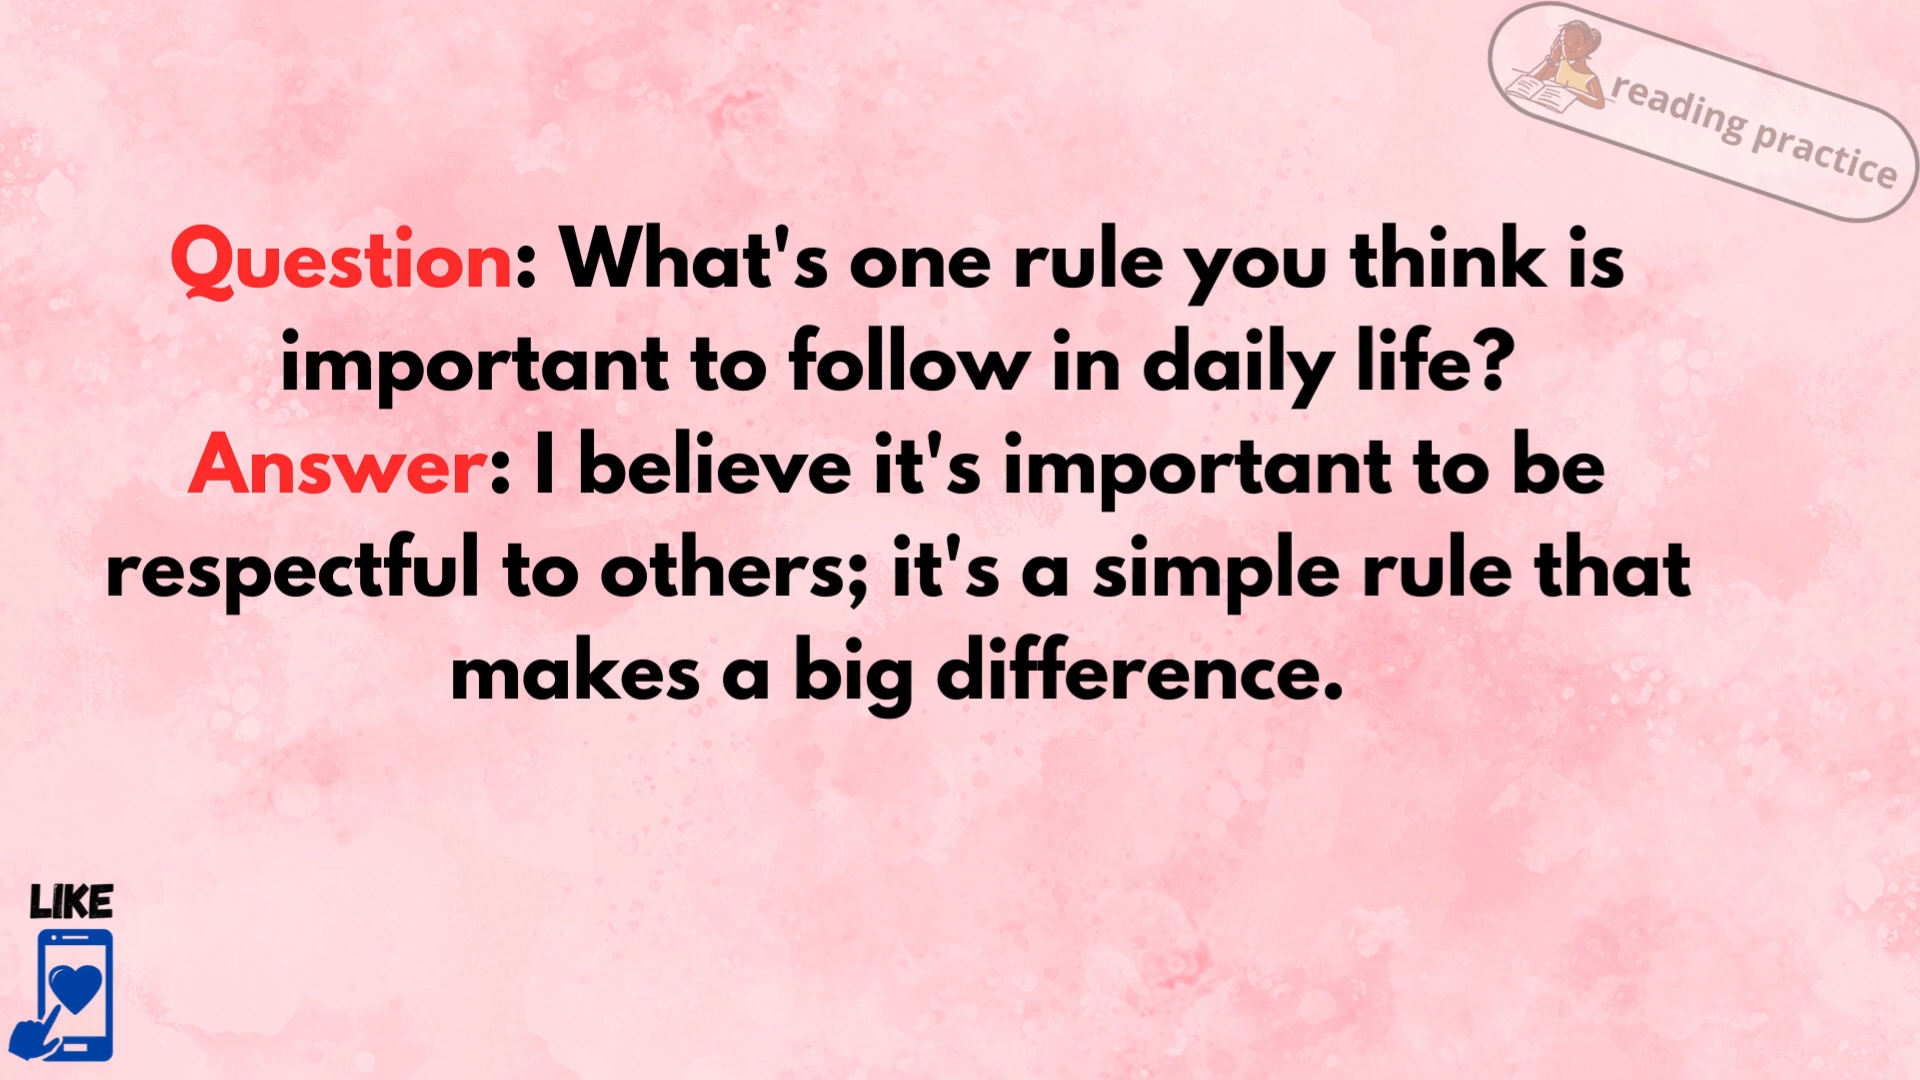 reading practice
Question: What's one rule you think is
important to follow in daily life?
Answer: I believe it's important to be
respectful to others; it's a simple rule that
makes a big difference.
LIKE